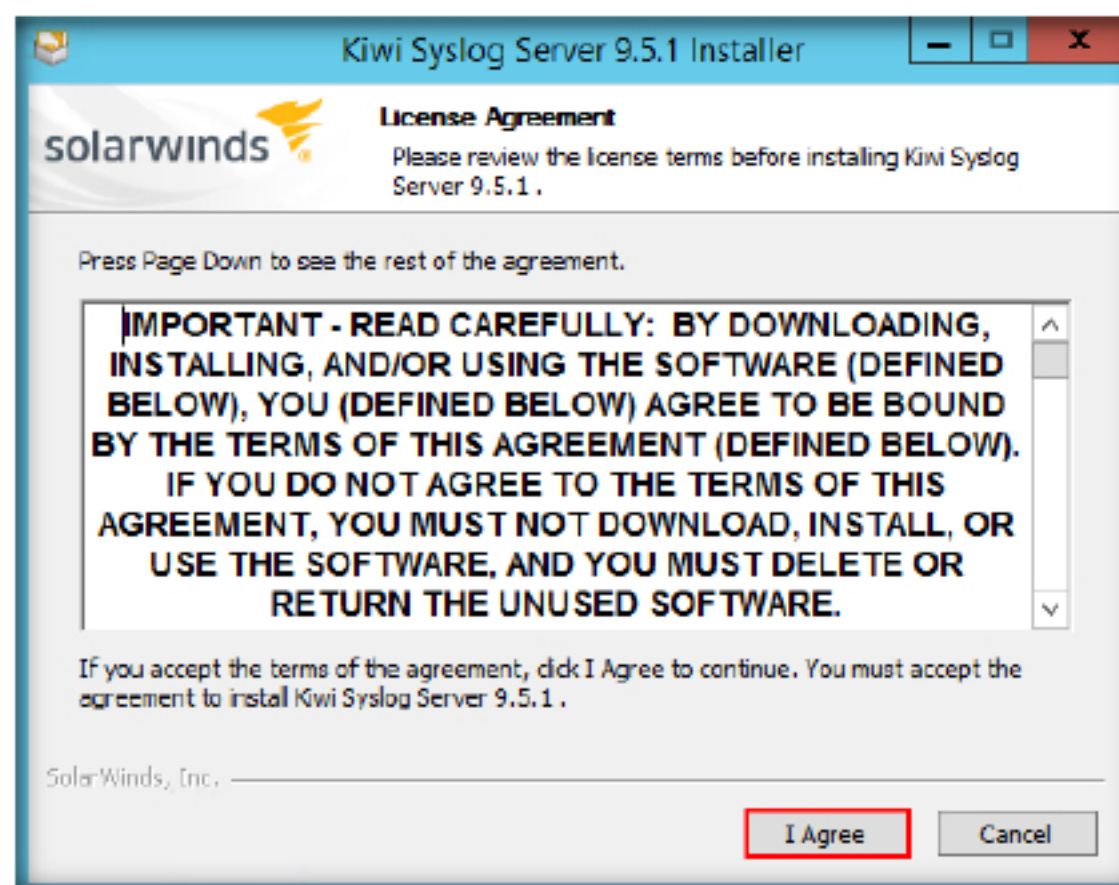 Kiwi Syslog Server 9.5.1 Installer
solarwinds
License Agreement
Please review the license terms before installing Kiwi Syslog
Server 9.5.1 .
Press Page Down to see the rest of the agreement.
IMPORTANT - READ CAREFULLY: BY DOWNLOADING,
INSTALLING, AND/OR USING THE SOFTWARE (DEFINED
BELOW), YOU (DEFINED BELOW) AGREE TO BE BOUND
BY THE TERMS OF THIS AGREEMENT (DEFINED BELOW).
IF YOU DO NOT AGREE TO THE TERMS OF THIS
AGREEMENT, YOU MUST NOT DOWNLOAD, INSTALL, OR
USE THE SOFTWARE, AND YOU MUST DELETE OR
RETURN THE UNUSED SOFTWARE.
If you accept the terms of the agreement, click I Agree to continue. You must accept the
agreement to install Kiwi Syslog Server 9.5.1 .
SolarWinds, Inc.
I Agree
Cancel